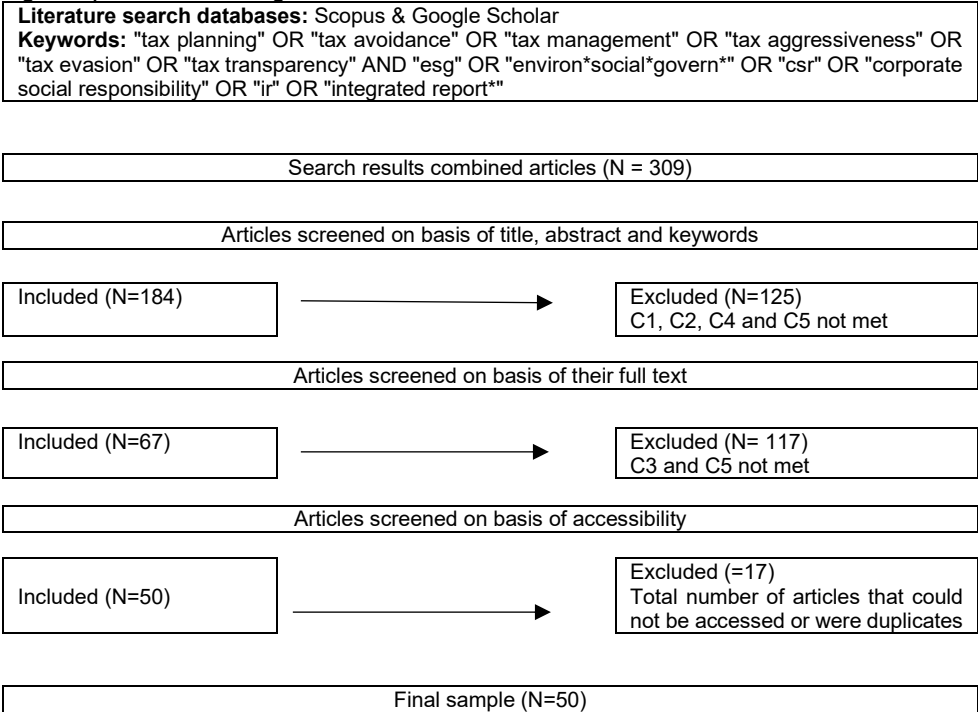 Literature search databases: Scopus & Google Scholar
Keywords: "tax planning" OR "tax avoidance" OR "tax management" OR "tax aggressiveness" OR
"tax evasion" OR "tax transparency" AND "esg" OR "environ*social*govern*" OR "csr" OR "corporate
social responsibility" OR "ir" OR "integrated report*"
Search results combined articles (N = 309)
Articles screened on basis of title, abstract and keywords
Included (N=184)
Excluded (N=125)
C1, C2, C4 and C5 not met
Articles screened on basis of their full text
Included (N=67)
Excluded (N= 117)
C3 and C5 not met
Articles screened on basis of accessibility
Included (N=50)
Excluded (=17)
Total number of articles that could
not be accessed or were duplicates
Final sample (N=50)